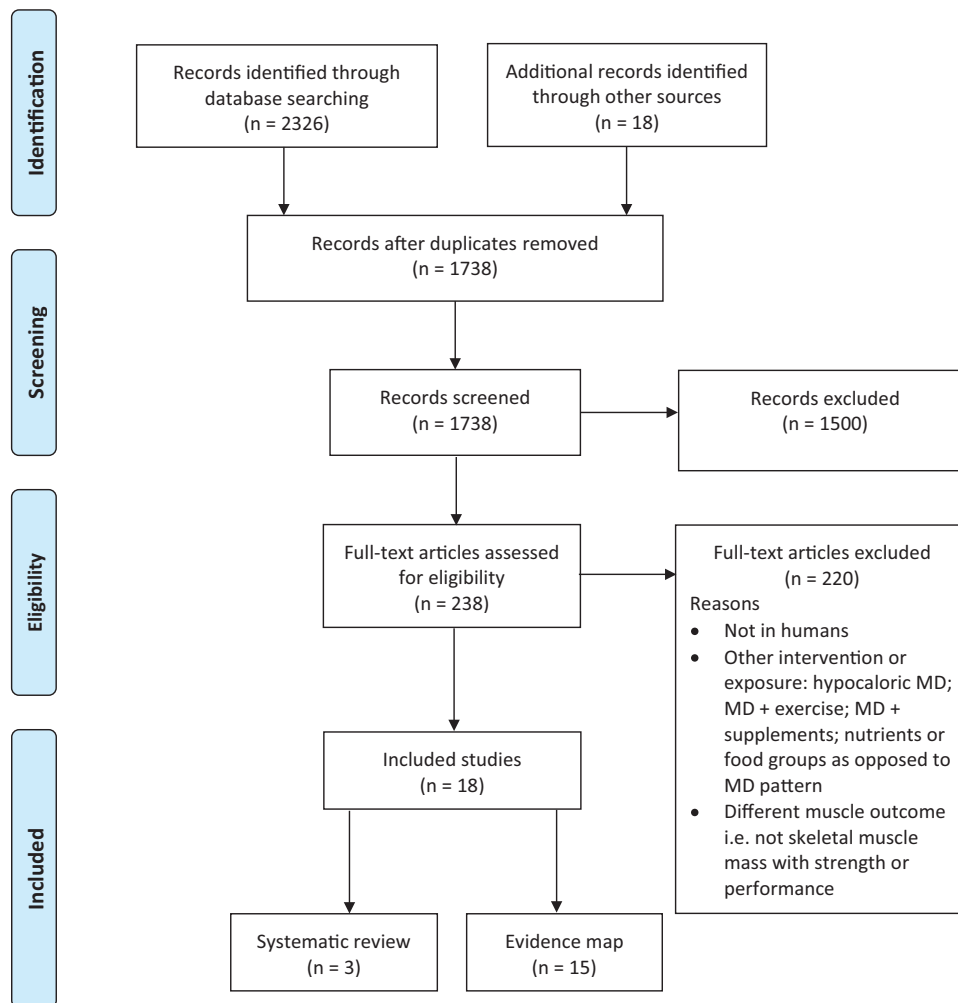 Identification
Records identified through
database searching
(n = 2326)
Additional records identified
through other sources
(n = 18)
Records after duplicates removed
(n = 1738)
Screening
Records screened
(n = 1738)
Records excluded
(n = 1500)
Eligibility
Full-text articles assessed
for eligibility
(n = 238)
Full-text articles excluded
(n = 220)
Reasons
• Not in humans
• Other intervention or
exposure: hypocaloric MD;
MD + exercise; MD +
supplements; nutrients or
food groups as opposed to
MD pattern
• Different muscle outcome
i.e. not skeletal muscle
mass with strength or
performance
Included
Included studies
(n = 18)
Systematic review
(n = 3)
Evidence map
(n = 15)